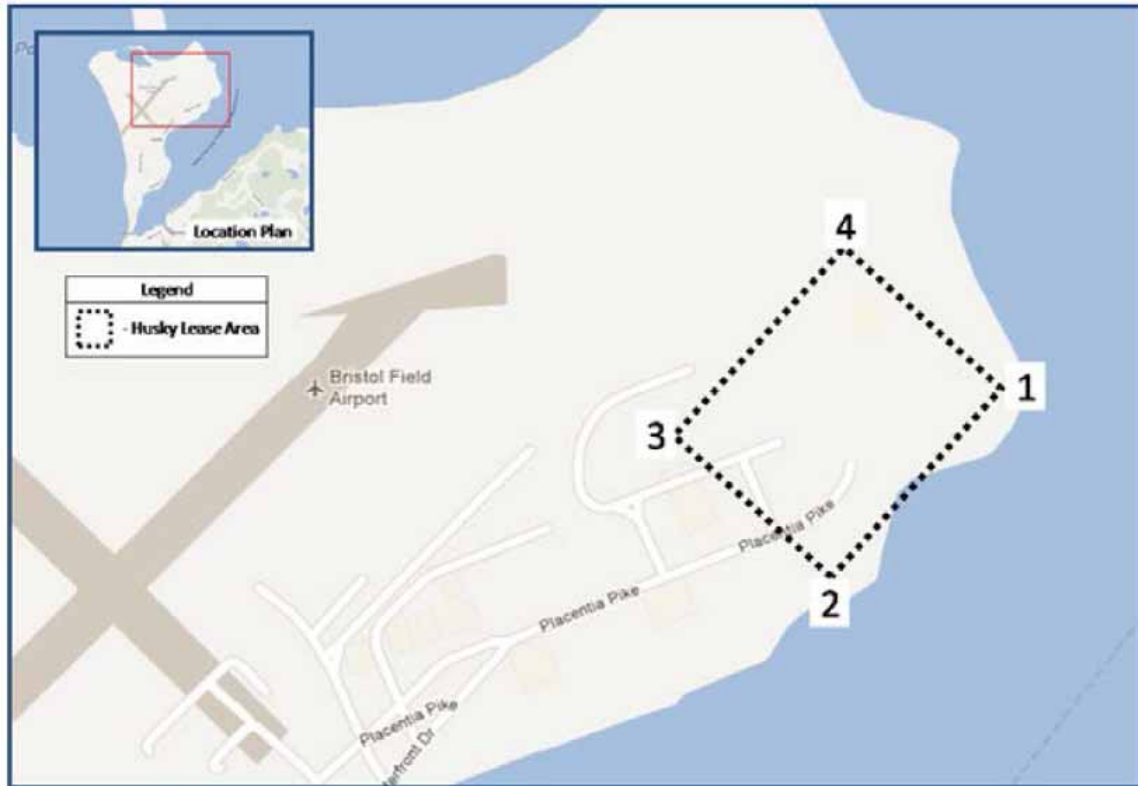 Location Plan
Legend
- Husky Lease Area
Bristol Field
Airport
4
1
3
2
Placentia Pike
Placentia Pike
Placentia Pike